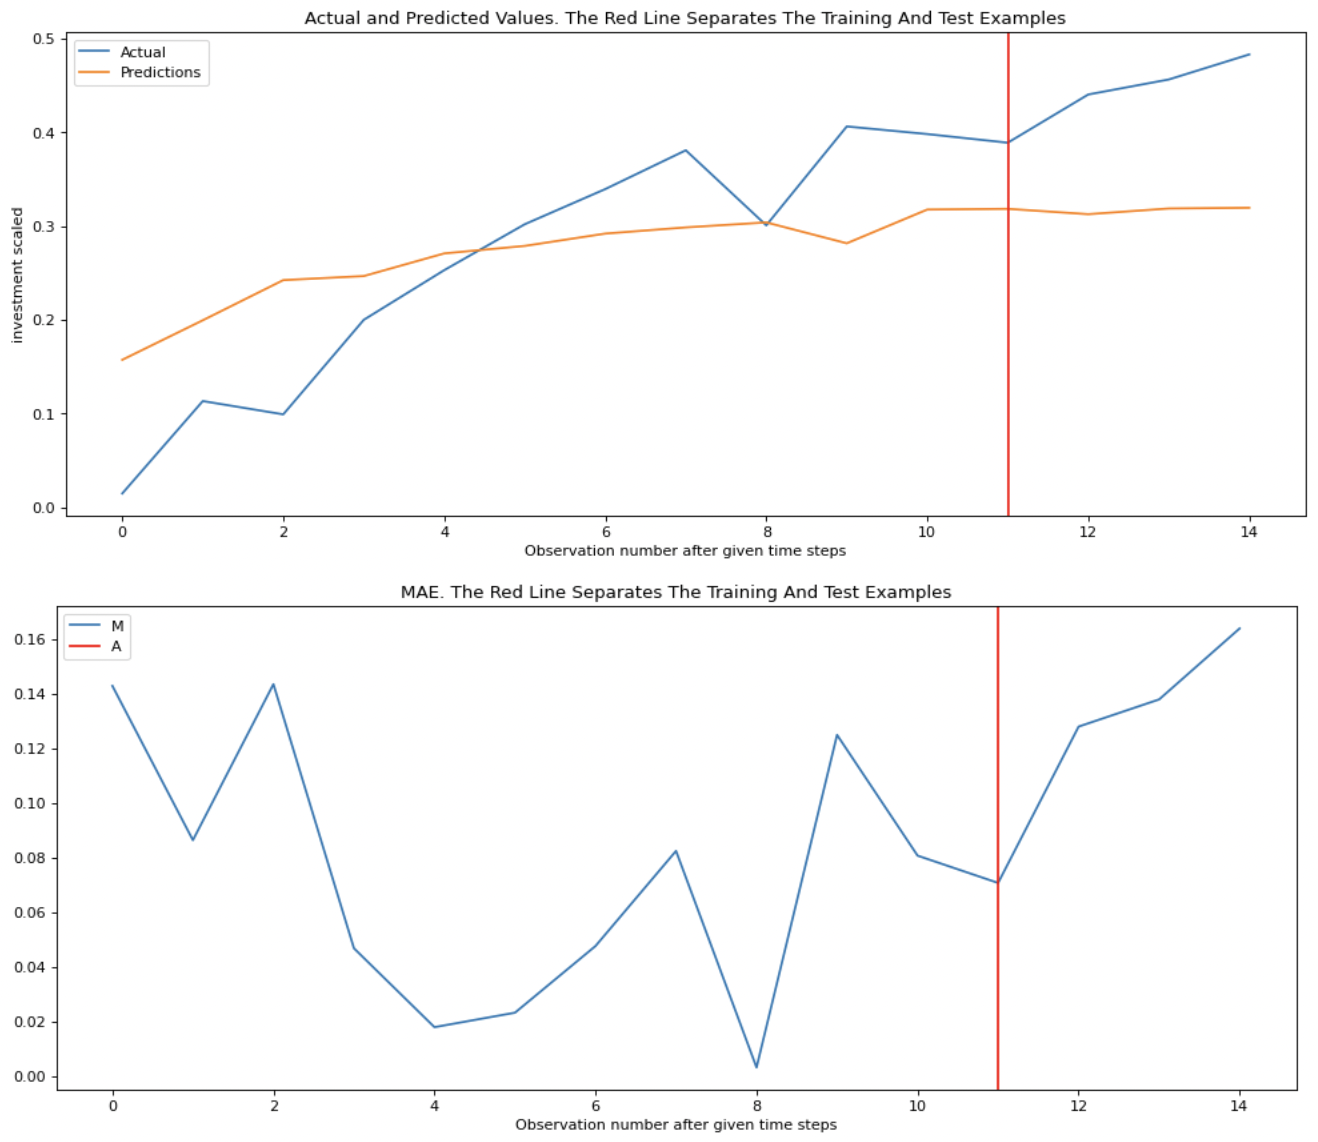 Actual and Predicted Values. The Red Line Separates The Training And Test Examples
0.5
Actual
Predictions
0.4
0.3
investment scaled
0.2
0.1
0.0
0 2 4 6 8 10 12 14
Observation number after given time steps
MAE. The Red Line Separates The Training And Test Examples
M
A
0.16
0.14
0.12
0.10
0.08
0.06
0.04
0.02
0.00
0 2 4 6 8 10 12 14
Observation number after given time steps